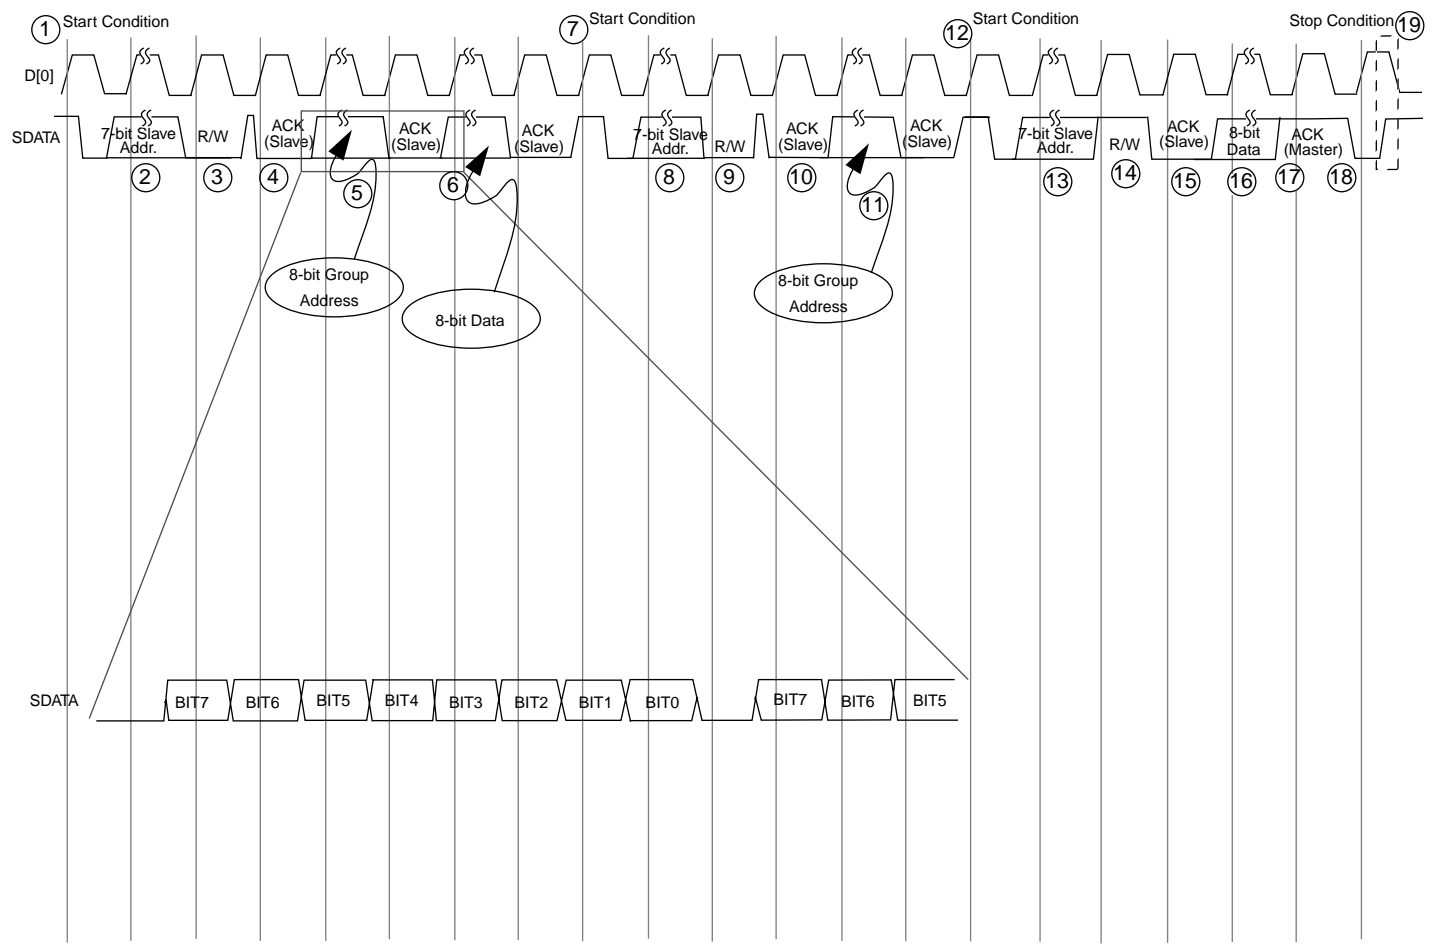 1 Start Condition
7 Start Condition
12 Start Condition
Stop Condition 19
D[0]
SDATA
7-bit Slave
Addr.
R/W
ACK
(Slave)
ACK
(Slave)
ACK
(Slave)
7-bit Slave
Addr.
R/W
ACK
(Slave)
ACK
(Slave)
7-bit Slave
Addr.
R/W
ACK
(Slave)
8-bit
Data
ACK
(Master)
2 3 4 5 6 8 9 10 11 13 14 15 16 17 18
8-bit Group
Address
8-bit Data
8-bit Group
Address
SDATA
BIT7 BIT6 BIT5 BIT4 BIT3 BIT2 BIT1 BIT0 BIT7 BIT6 BIT5